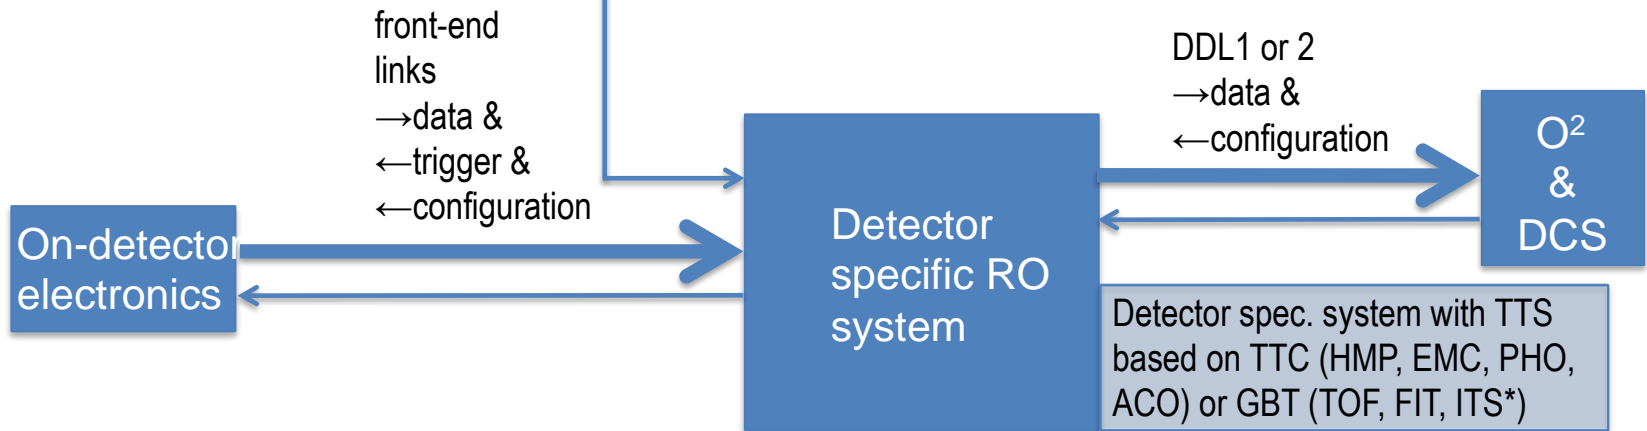 front-end
links
→data &
←trigger &
←configuration
DDL1 or 2
→data &
←configuration
O²
&
DCS
On-detector
electronics
Detector
specific RO
system
Detector spec. system with TTS
based on TTC (HMP, EMC, PHO,
ACO) or GBT (TOF, FIT, ITS*)